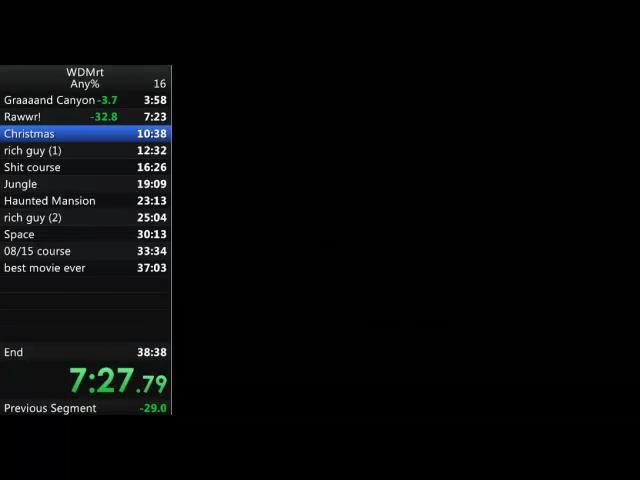 WDMrt
Any% 16
Graaaand Canyon -3.7 3:58
Rawwr! -32.8 7:23
Christmas 10:38
rich guy (1) 12:32
Shit course 16:26
Jungle 19:09
Haunted Mansion 23:13
rich guy (2) 25:04
Space 30:13
08/15 course 33:34
best movie ever 37:03
End 38:38
7:27.79
Previous Segment -29.0